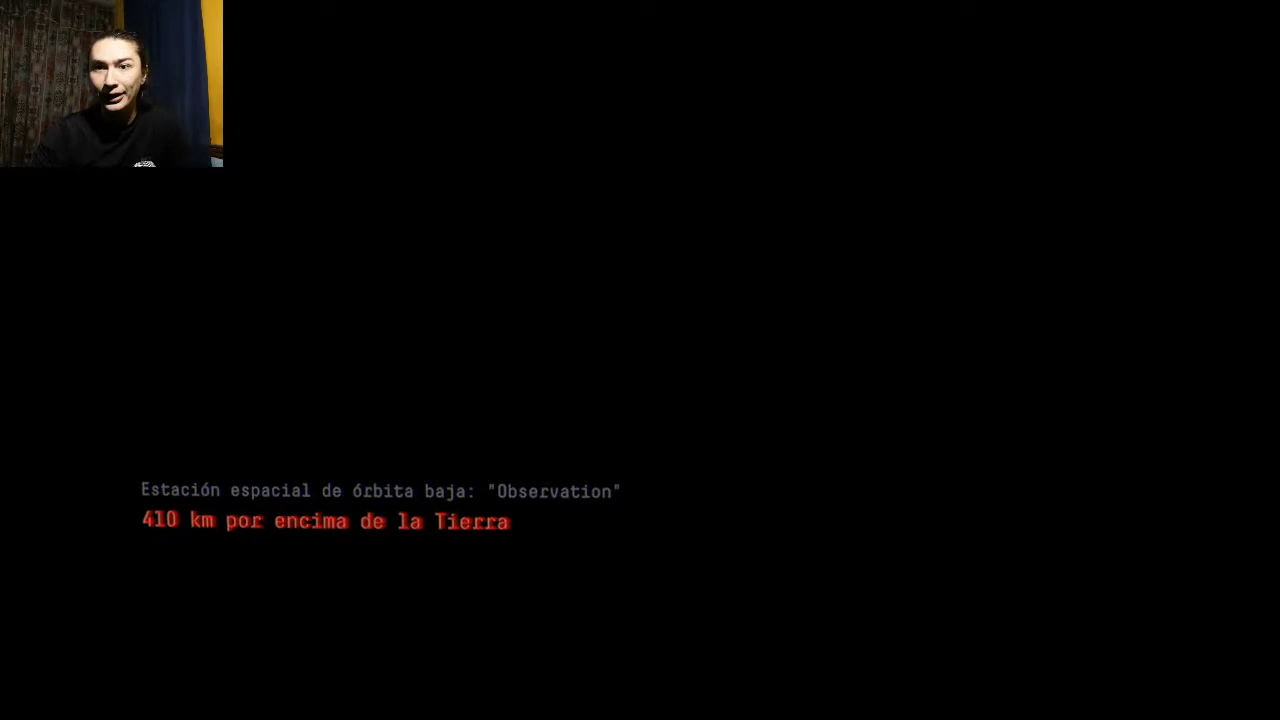 Estación espacial de órbita baja: "Observation"
410 km por encima de la Tierra